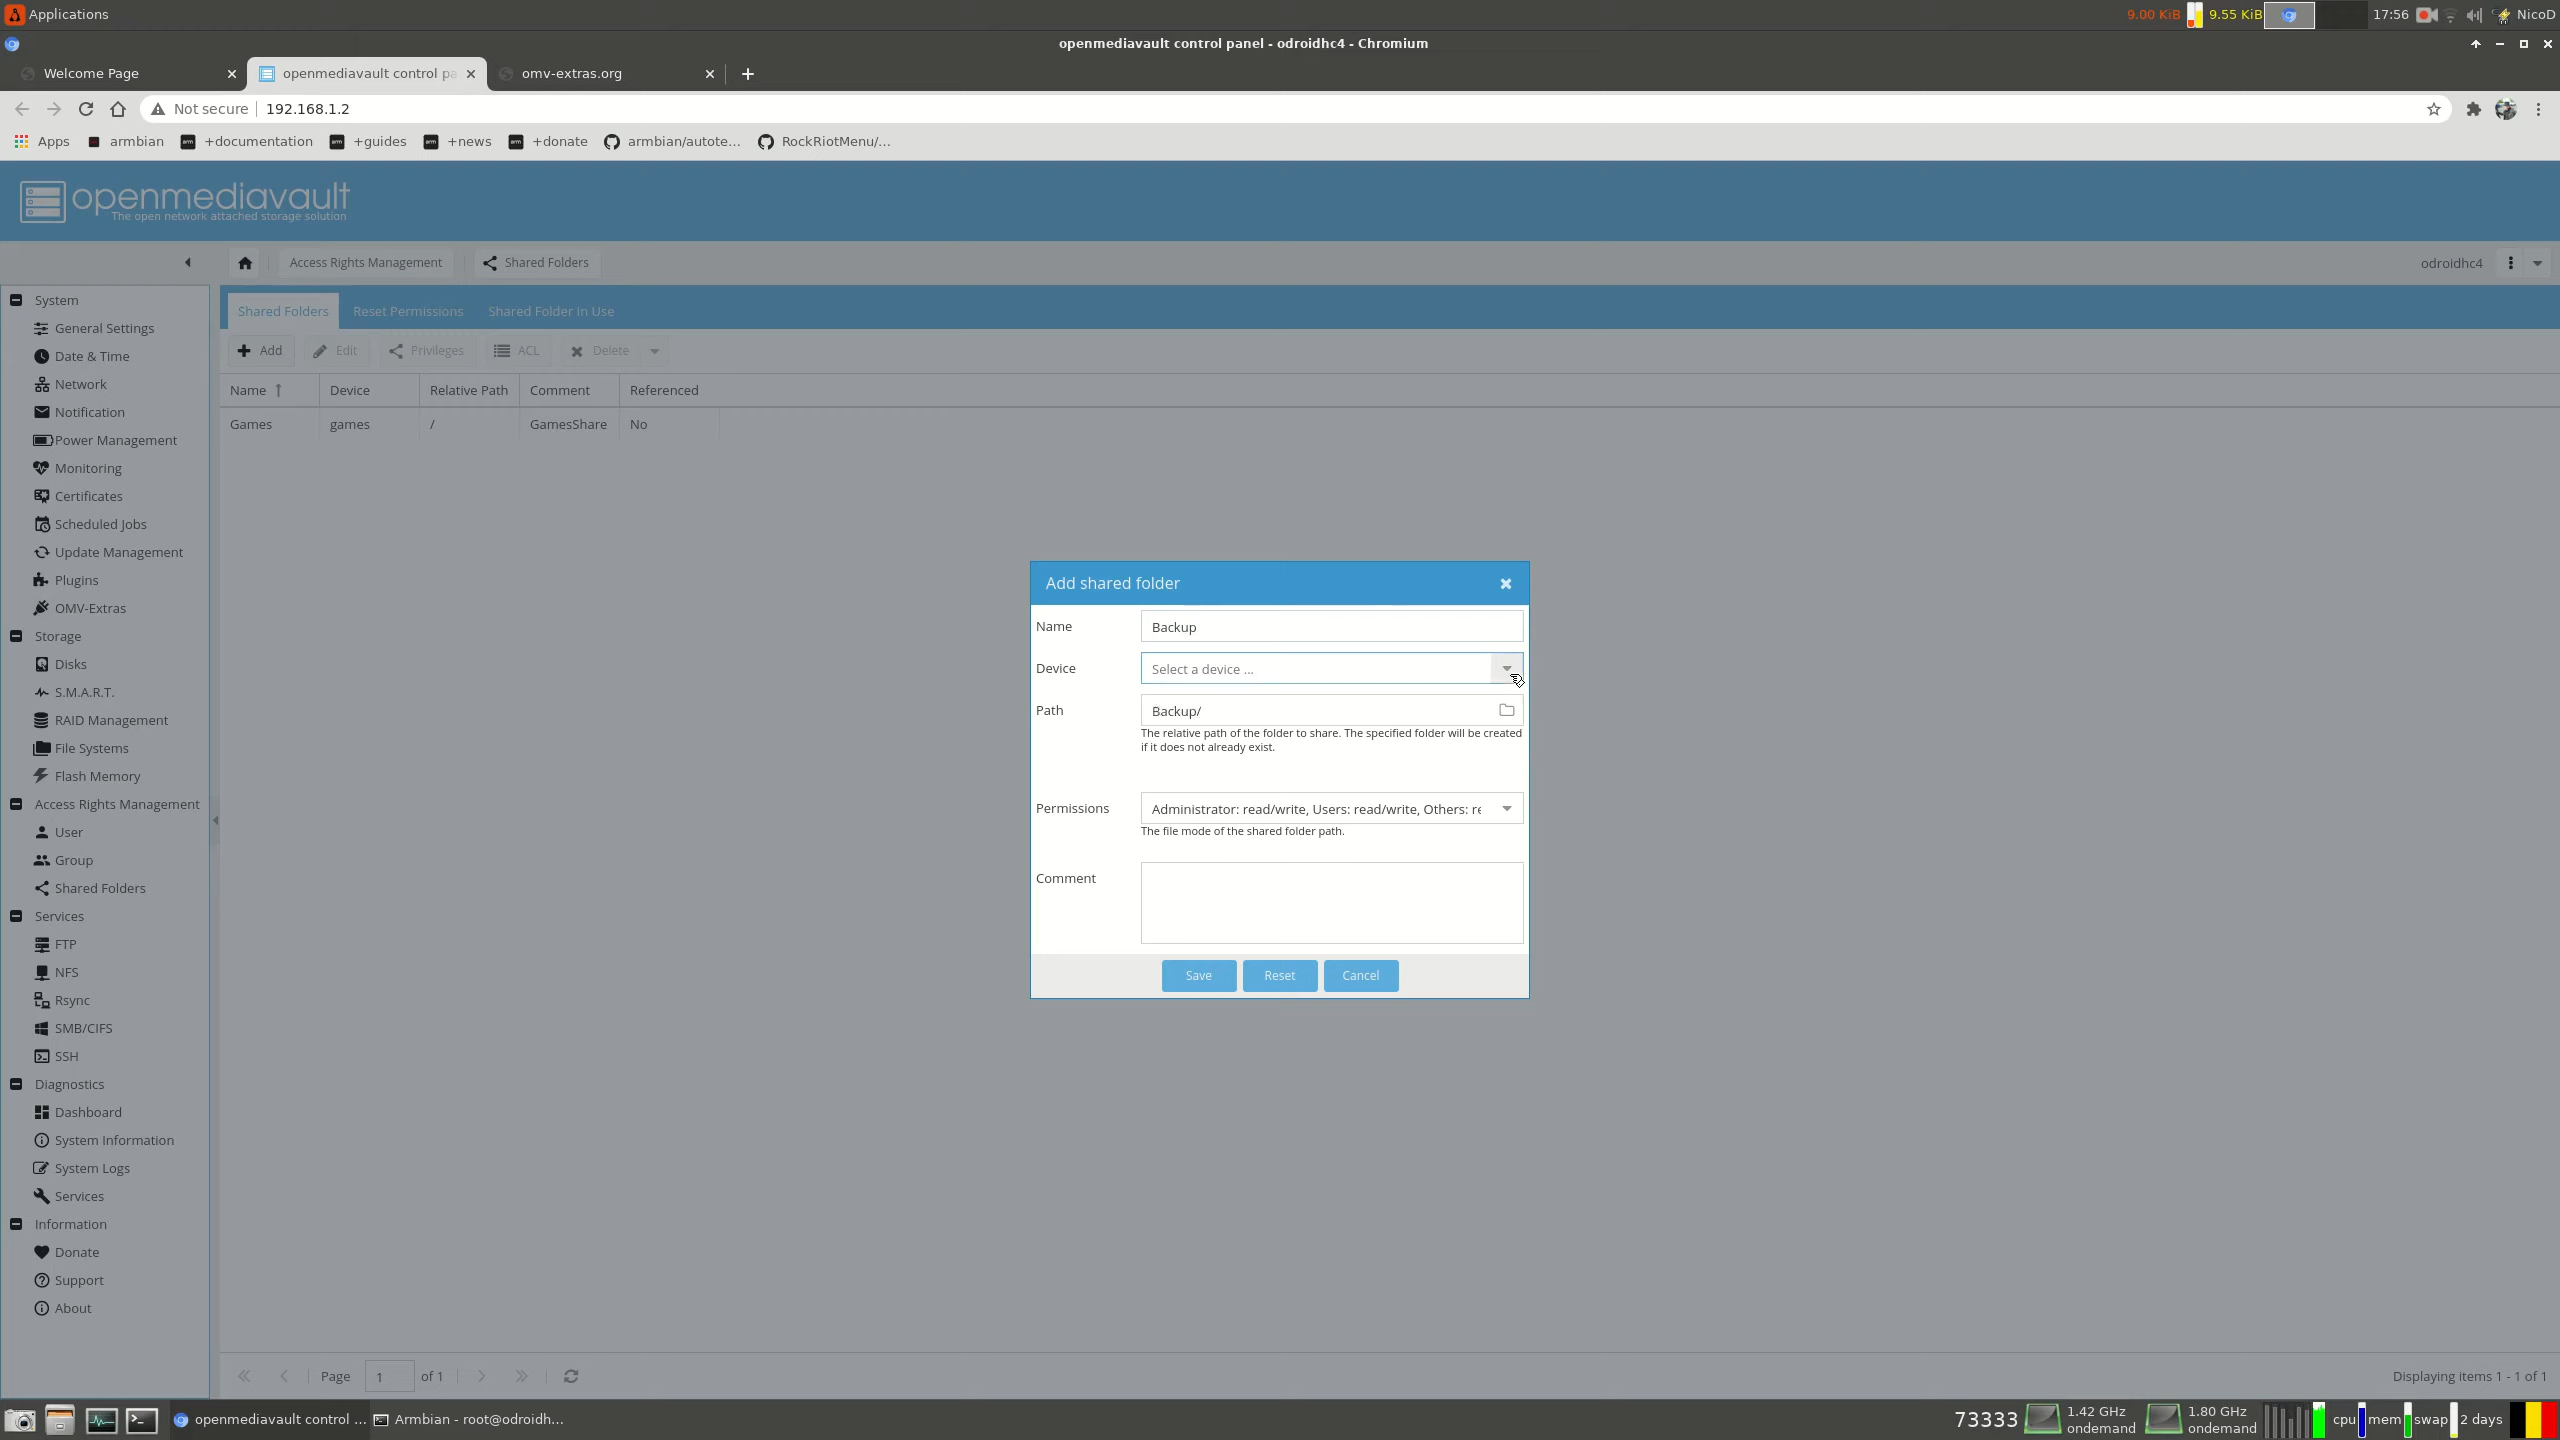 Applications
9.00 KiB 9.55 KiB 17:56 NicoD
openmediavault control panel - odroidhc4 - Chromium
Welcome Page openmediavault control pa omv-extras.org
Not secure 192.168.1.2
Apps armbian +documentation +guides +news +donate armbian/autote... RockRiotMenu/...
openmediavault
The open network attached storage solution
Access Rights Management Shared Folders odroidhc4
System
General Settings
Date & Time
Network
Notification
Power Management
Monitoring
Certificates
Scheduled Jobs
Update Management
Plugins
OMV-Extras
Storage
Disks
S.M.A.R.T.
RAID Management
File Systems
Flash Memory
Access Rights Management
User
Group
Shared Folders
Services
FTP
NFS
Rsync
SMB/CIFS
SSH
Diagnostics
Dashboard
System Information
System Logs
Services
Information
Donate
Support
About
Shared Folders Reset Permissions Shared Folder In Use
Add Edit Privileges ACL Delete
Name Device Relative Path Comment Referenced
Games games / GamesShare No
Add shared folder
Name Backup
Device Select a device ...
Path Backup/
The relative path of the folder to share. The specified folder will be created
if it does not already exist.
Permissions Administrator: read/write, Users: read/write, Others: re
The file mode of the shared folder path.
Comment
Save Reset Cancel
Page 1 of 1 Displaying items 1 - 1 of 1
openmediavault control ... Armbian - root@odroidh... 73333 1.42 GHz ondemand 1.80 GHz ondemand cpu mem swap 2 days